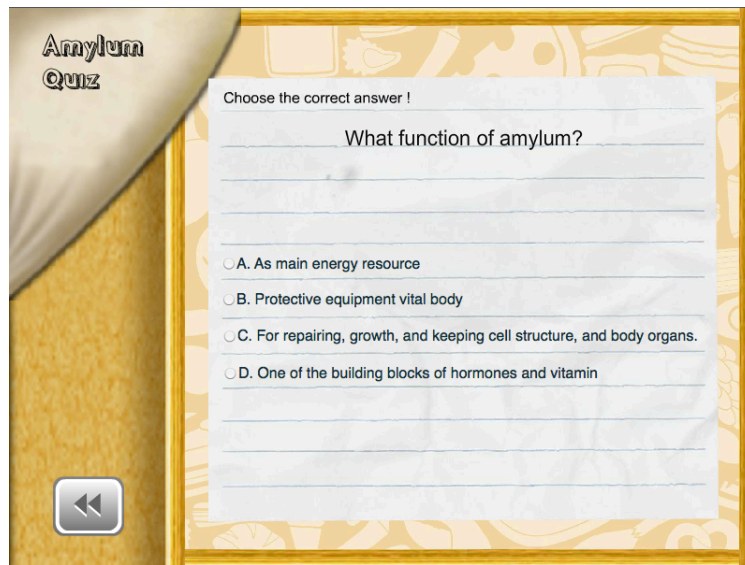 Amylum
Quiz
Choose the correct answer !
What function of amylum?
A. As main energy resource
B. Protective equipment vital body
C. For repairing, growth, and keeping cell structure, and body organs.
D. One of the building blocks of hormones and vitamin